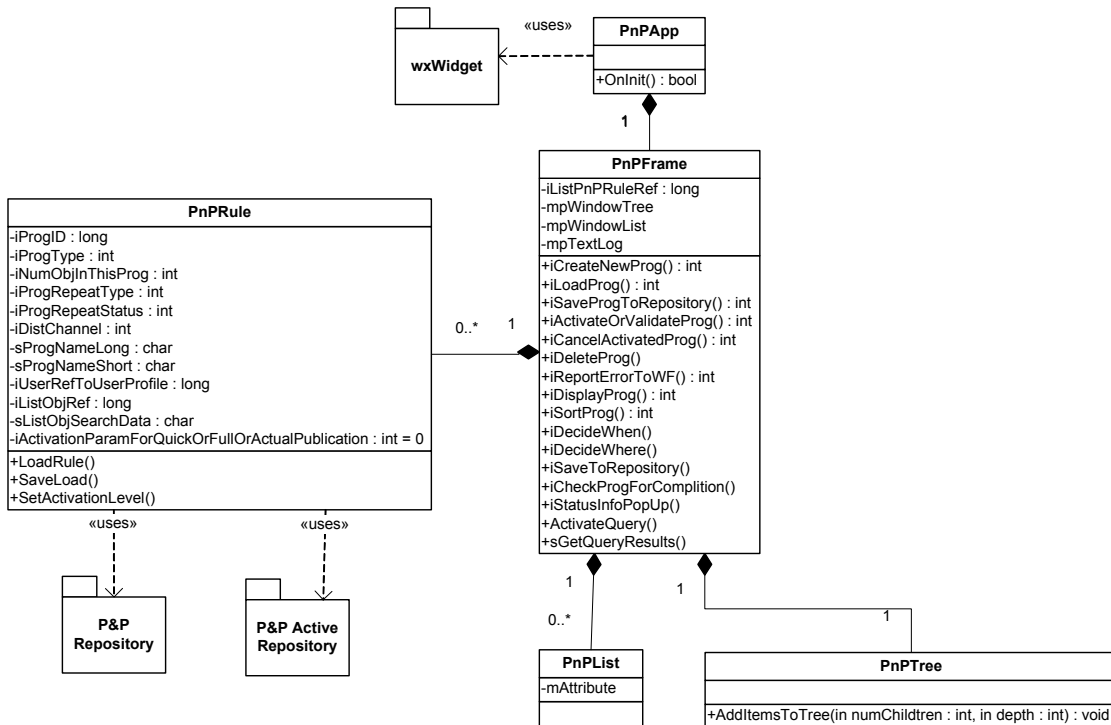 «uses»
PnPApp
wxWidget
+OnInit() : bool
1
PnPFrame
-iListPnPRuleRef : long
-mpWindowTree
-mpWindowList
-mpTextLog
+iCreateNewProg() : int
+iLoadProg() : int
+iSaveProgToRepository() : int
+iActivateOrValidateProg() : int
+iCancelActivatedProg() : int
+iDeleteProg()
+iReportErrorToWF() : int
+iDisplayProg() : int
+iSortProg() : int
+iDecideWhen()
+iDecideWhere()
+iSaveToRepository()
+iCheckProgForComplition()
+iStatusInfoPopUp()
+ActivateQuery()
+sGetQueryResults()
PnPRule
-iProgID : long
-iProgType : int
-iNumObjInThisProg : int
-iProgRepeatType : int
-iProgRepeatStatus : int
-iDistChannel : int
-sProgNameLong : char
-sProgNameShort : char
-iUserRefToUserProfile : long
-iListObjRef : long
-sListObjSearchData : char
-iActivationParamForQuickOrFullOrActualPublication : int = 0
+LoadRule()
+SaveLoad()
+SetActivationLevel()
0..*
1
«uses»
«uses»
P&P
Repository
P&P Active
Repository
1
0..*
1
1
PnPList
-mAttribute
PnPTree
+AddItemsToTree(in numChildtren : int, in depth : int) : void